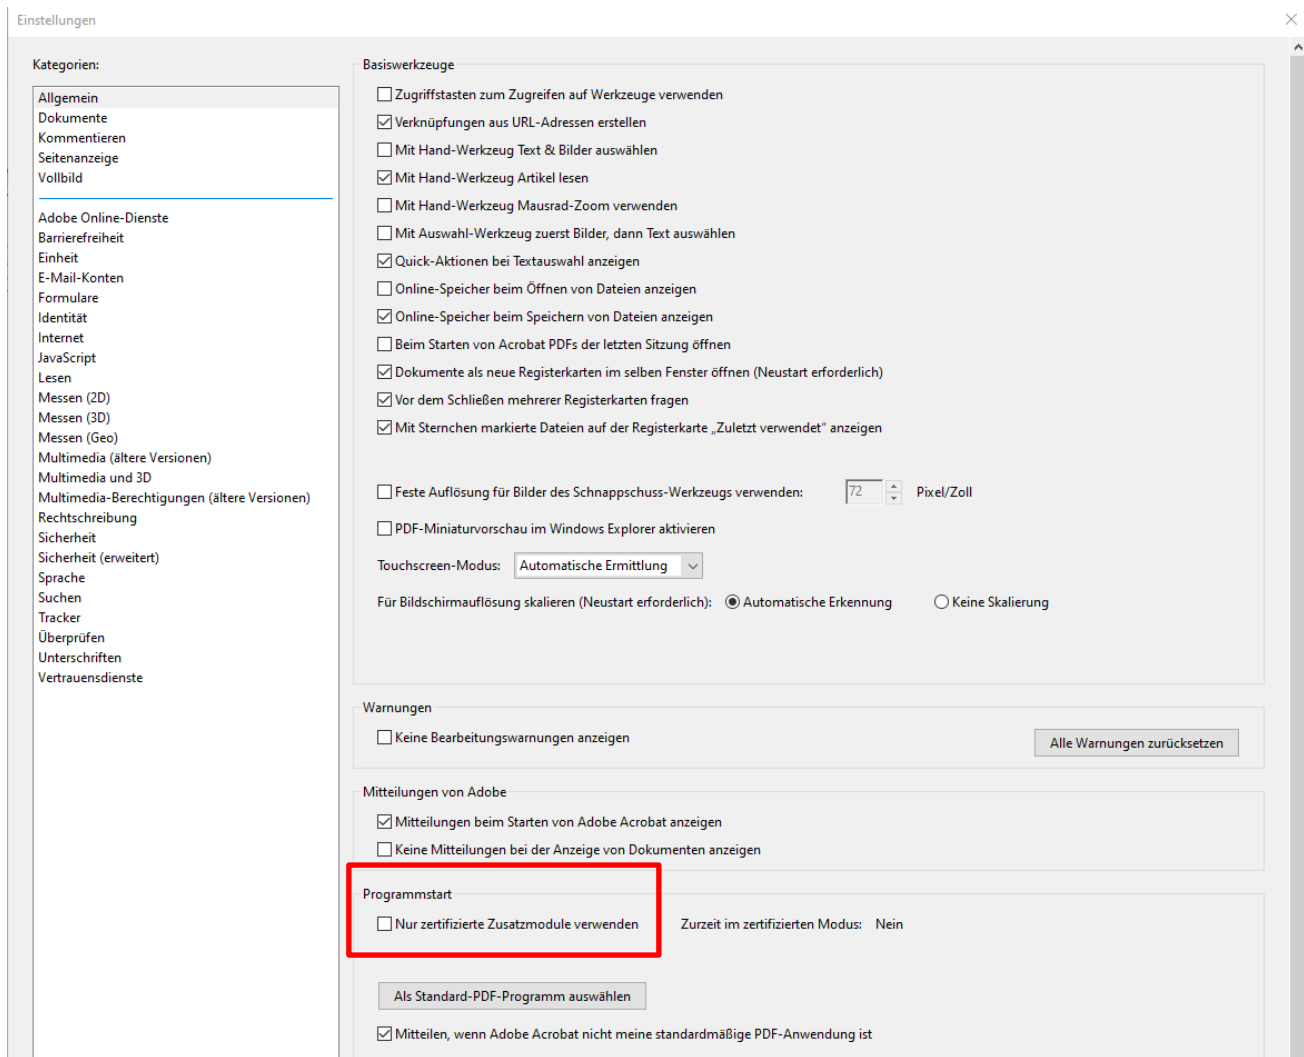 Einstellungen
Kategorien:
Allgemein
Dokumente
Kommentieren
Seitenanzeige
Vollbild
Adobe Online-Dienste
Barrierefreiheit
Einheit
E-Mail-Konten
Formulare
Identität
Internet
JavaScript
Lesen
Messen (2D)
Messen (3D)
Messen (Geo)
Multimedia (ältere Versionen)
Multimedia und 3D
Multimedia-Berechtigungen (ältere Versionen)
Rechtschreibung
Sicherheit
Sicherheit (erweitert)
Sprache
Suchen
Tracker
Überprüfen
Unterschriften
Vertrauensdienste
Basiswerkzeuge
Zugriffstasten zum Zugreifen auf Werkzeuge verwenden
Verknüpfungen aus URL-Adressen erstellen
Mit Hand-Werkzeug Text & Bilder auswählen
Mit Hand-Werkzeug Artikel lesen
Mit Hand-Werkzeug Mausrad-Zoom verwenden
Mit Auswahl-Werkzeug zuerst Bilder, dann Text auswählen
Quick-Aktionen bei Textauswahl anzeigen
Online-Speicher beim Öffnen von Dateien anzeigen
Online-Speicher beim Speichern von Dateien anzeigen
Beim Starten von Acrobat PDFs der letzten Sitzung öffnen
Dokumente als neue Registerkarten im selben Fenster öffnen (Neustart erforderlich)
Vor dem Schließen mehrerer Registerkarten fragen
Mit Sternchen markierte Dateien auf der Registerkarte „Zuletzt verwendet“ anzeigen
Feste Auflösung für Bilder des Schnappschuss-Werkzeugs verwenden: 72 Pixel/Zoll
PDF-Miniaturvorschau im Windows Explorer aktivieren
Touchscreen-Modus: Automatische Ermittlung
Für Bildschirmauflösung skalieren (Neustart erforderlich): Automatische Erkennung Keine Skalierung
Warnungen
Keine Bearbeitungswarnungen anzeigen
Alle Warnungen zurücksetzen
Mitteilungen von Adobe
Mitteilungen beim Starten von Adobe Acrobat anzeigen
Keine Mitteilungen bei der Anzeige von Dokumenten anzeigen
Programmstart
Nur zertifizierte Zusatzmodule verwenden Zurzeit im zertifizierten Modus: Nein
Als Standard-PDF-Programm auswählen
Mitteilen, wenn Adobe Acrobat nicht meine standardmäßige PDF-Anwendung ist